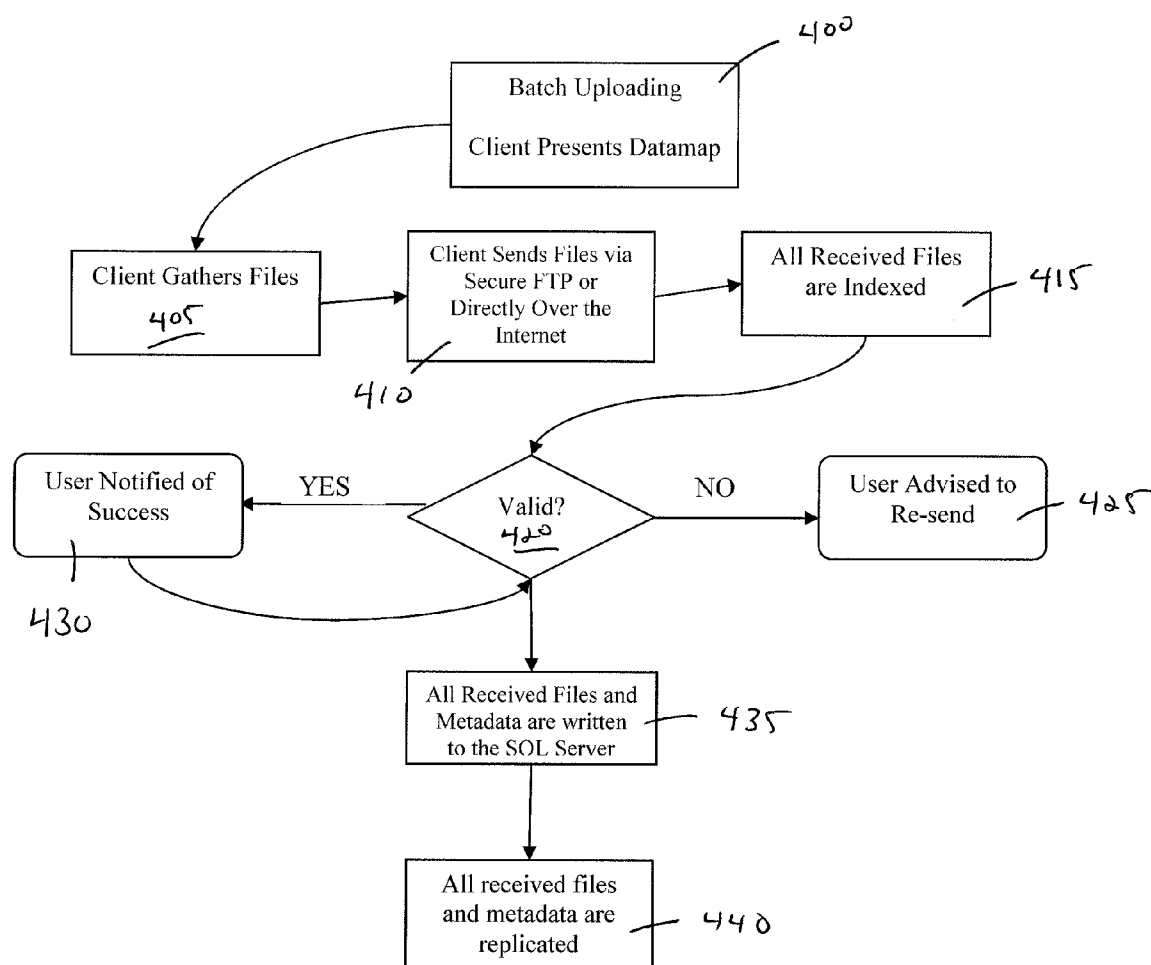 400
Batch Uploading
Client Presents Datamap
Client Gathers Files
405
Client Sends Files via
Secure FTP or
Directly Over the
Internet
410
All Received Files
are Indexed
415
User Notified of
Success
430
YES
Valid?
420
NO
User Advised to
Re-send
425
All Received Files and
Metadata are written
to the SOL Server
435
All received files
and metadata are
replicated
440